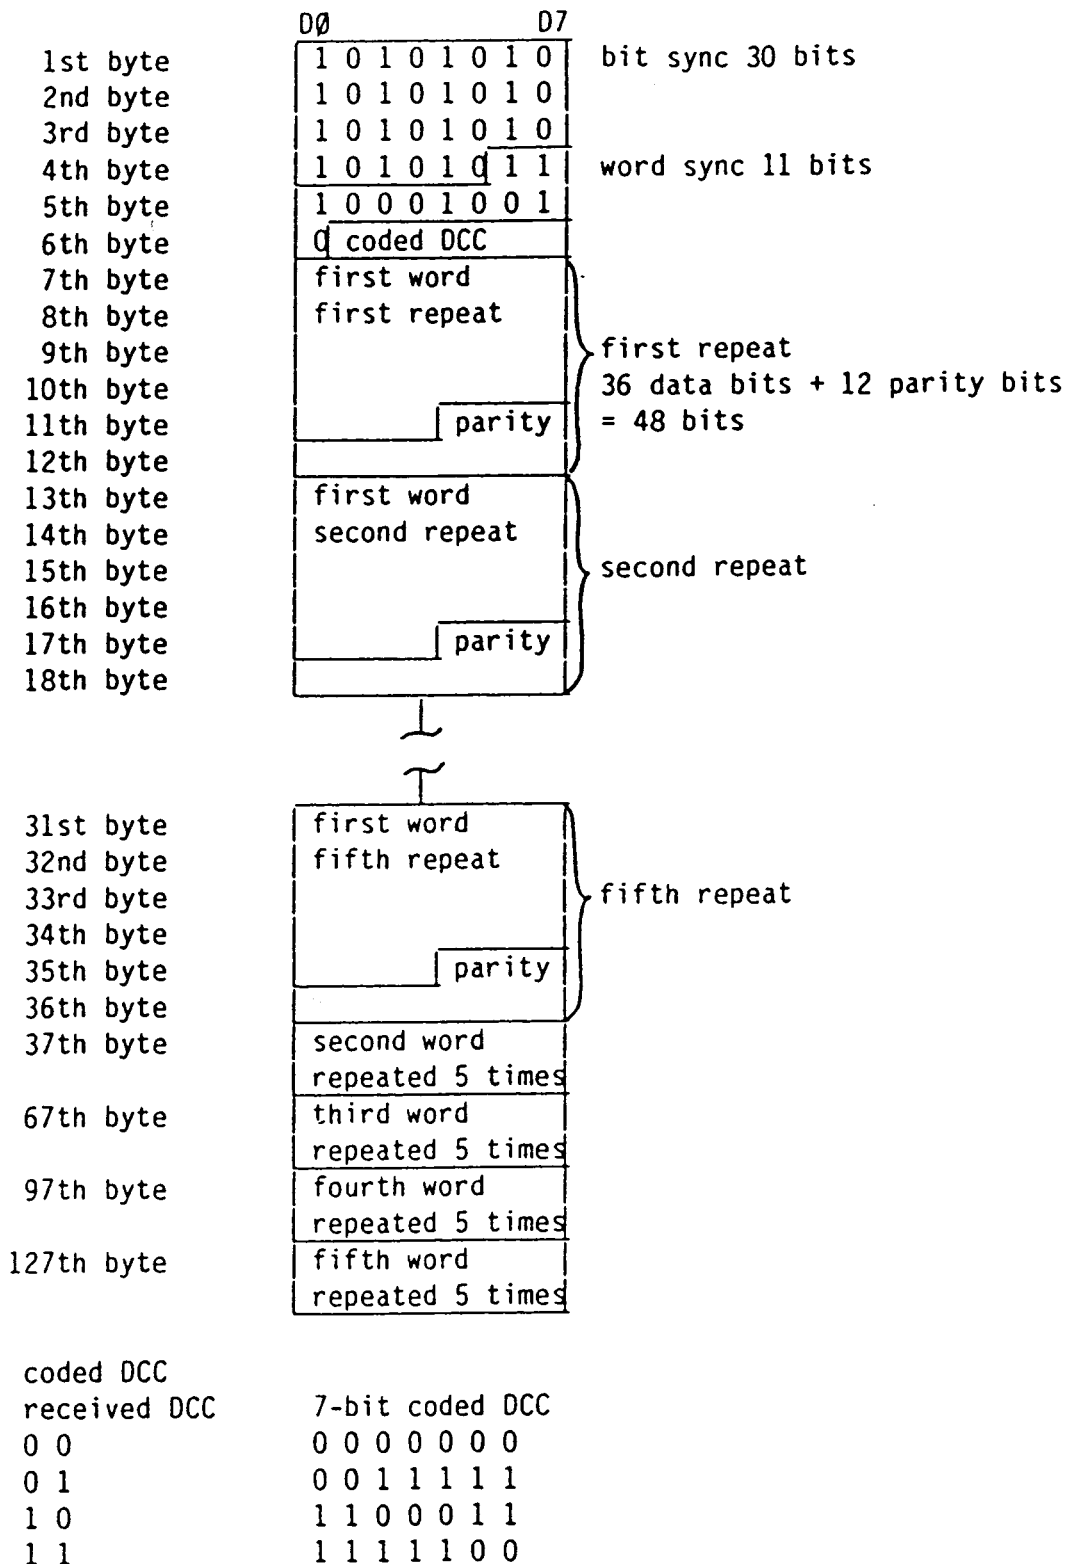 DØ D7
1st byte 1 0 1 0 1 0 1 0 bit sync 30 bits
2nd byte 1 0 1 0 1 0 1 0
3rd byte 1 0 1 0 1 0 1 0
4th byte 1 0 1 0 1 0 1 1 word sync 11 bits
5th byte 1 0 0 0 1 0 0 1
6th byte 0 coded DCC
7th byte first word
8th byte first repeat
9th byte first repeat
10th byte 36 data bits + 12 parity bits
11th byte parity = 48 bits
12th byte
13th byte first word
14th byte second repeat
15th byte second repeat
16th byte
17th byte parity
18th byte
31st byte first word
32nd byte fifth repeat
33rd byte fifth repeat
34th byte
35th byte parity
36th byte
37th byte second word
repeated 5 times
67th byte third word
repeated 5 times
97th byte fourth word
repeated 5 times
127th byte fifth word
repeated 5 times
coded DCC
received DCC 7-bit coded DCC
0 0 0 0 0 0 0 0 0
0 1 0 0 1 1 1 1 1
1 0 1 1 0 0 0 1 1
1 1 1 1 1 1 1 0 0